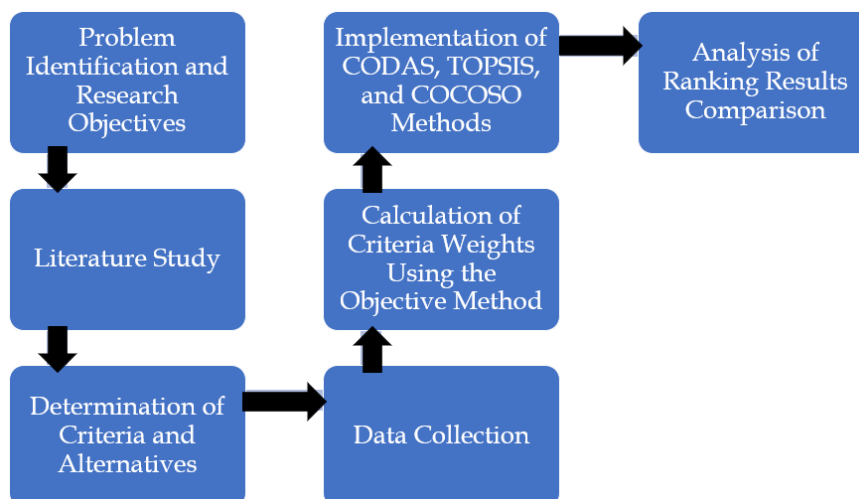 Problem
Identification and
Research
Objectives
Literature Study
Determination of
Criteria and
Alternatives
Data Collection
Calculation of
Criteria Weights
Using the
Objective Method
Implementation of
CODAS, TOPSIS,
and COCOSO
Methods
Analysis of
Ranking Results
Comparison